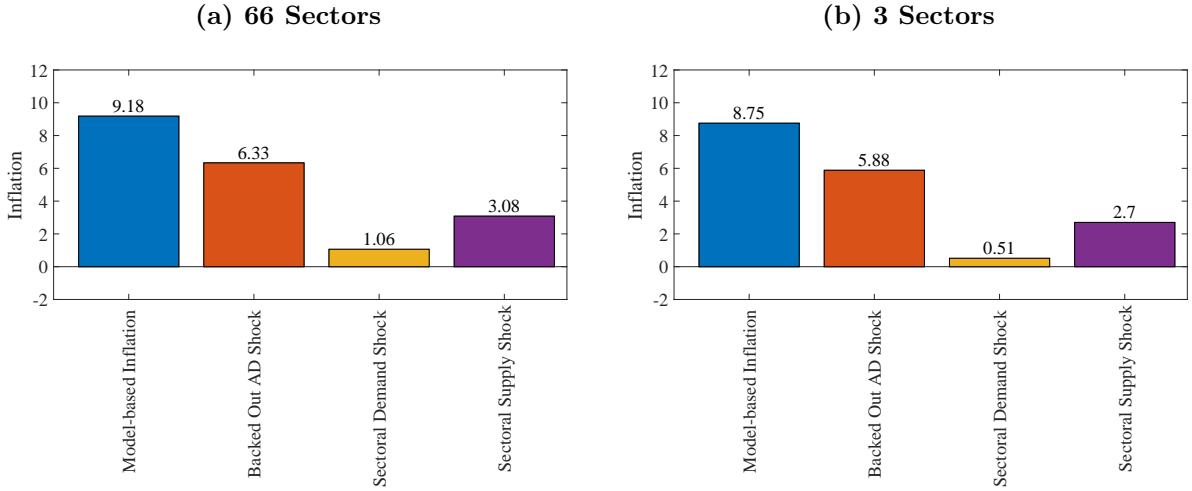 (a) 66 Sectors
12
10
8
6
4
2
0
-2
Inflation
9.18
6.33
1.06
3.08
Model-based Inflation
Backed Out AD Shock
Sectoral Demand Shock
Sectoral Supply Shock
(b) 3 Sectors
12
10
8
6
4
2
0
-2
Inflation
8.75
5.88
0.51
2.7
Model-based Inflation
Backed Out AD Shock
Sectoral Demand Shock
Sectoral Supply Shock